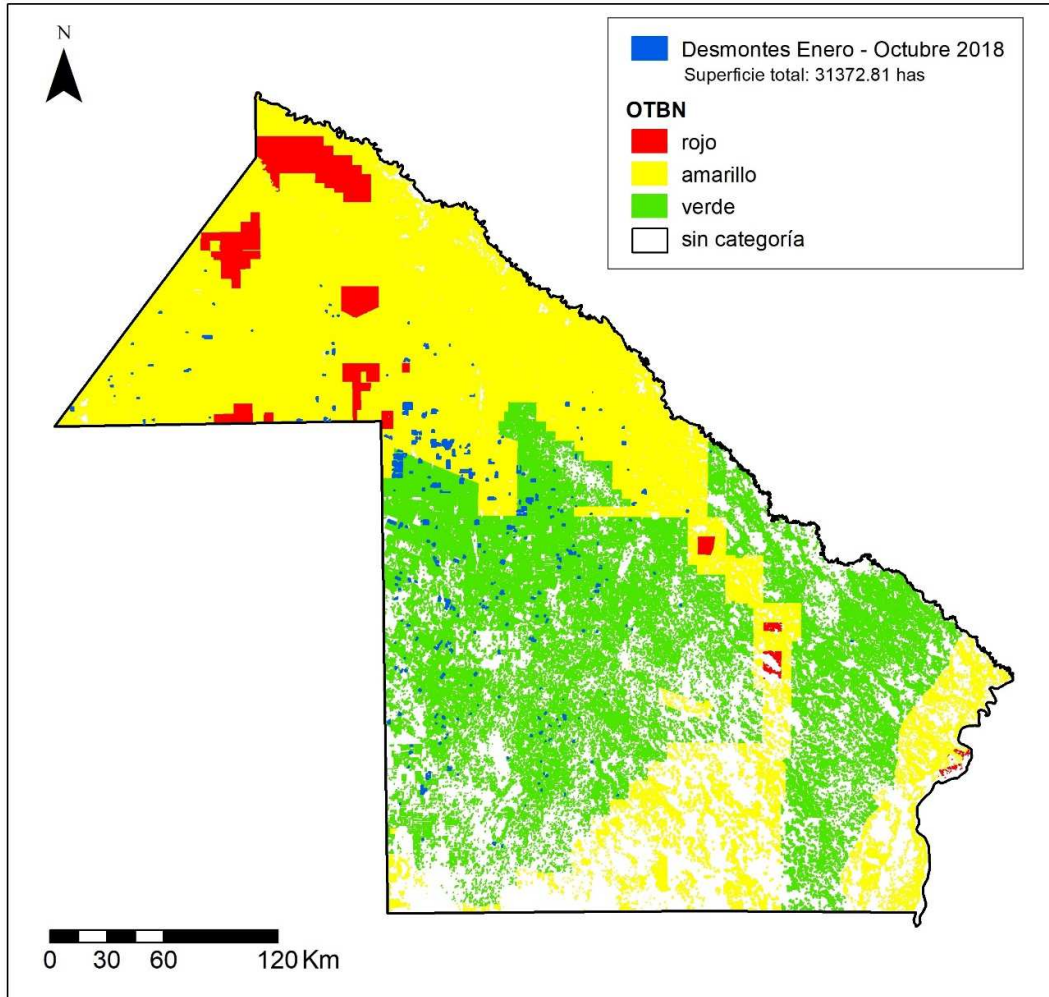 N
Desmontes Enero - Octubre 2018
Superficie total: 31372.81 has
OTBN
rojo
amarillo
verde
sin categoría
0 30 60 120 Km